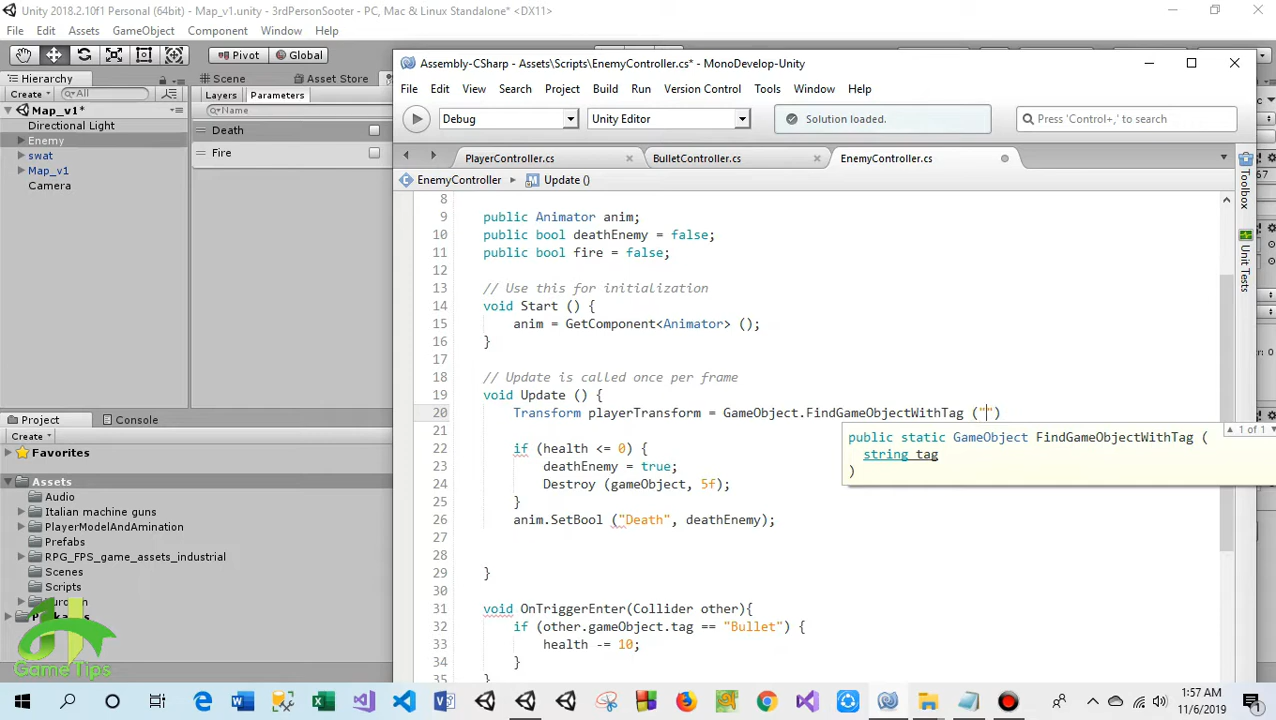 Unity 2018.2.10f1 Personal (64bit) - Map_v1.unity - 3rdPersonSooter - PC, Mac & Linux Standalone* <DX11>
File Edit Assets GameObject Component Window Help
Pivot Global
Hierarchy Scene Asset Store
Create All
Layers Parameters
Name
Map_v1*
Directional Light
Enemy
swat
Map_v1
Camera
Death
Fire
Project
Create
Favorites
Assets
Audio
Italian machine guns
PlayerModelAndAmination
Prefabs
RPG_FPS_game_assets_industrial
Scenes
Scripts
Game Tips
Assembly-CSharp - Assets\Scripts\EnemyController.cs* - MonoDevelop-Unity
File Edit View Search Project Build Run Version Control Tools Window Help
Debug Unity Editor Solution loaded. Press 'Control+,' to search
PlayerController.cs BulletController.cs EnemyController.cs
EnemyController Update ()
8
9 public Animator anim;
10 public bool deathEnemy = false;
11 public bool fire = false;
12
13 // Use this for initialization
14 void Start () {
15 anim = GetComponent<Animator> ();
16 }
17
18 // Update is called once per frame
19 void Update () {
20 Transform playerTransform = GameObject.FindGameObjectWithTag ("")
21
22 if (health <= 0) {
23 deathEnemy = true;
24 Destroy (gameObject, 5f);
25 }
26 anim.SetBool ("Death", deathEnemy);
27
28
29 }
30
31 void OnTriggerEnter(Collider other){
32 if (other.gameObject.tag == "Bullet") {
33 health -= 10;
34 }
35 }
1 of 1
public static GameObject FindGameObjectWithTag (
string tag
)
Toolbox
Unit Tests
67
0
1:57 AM
11/6/2019
1